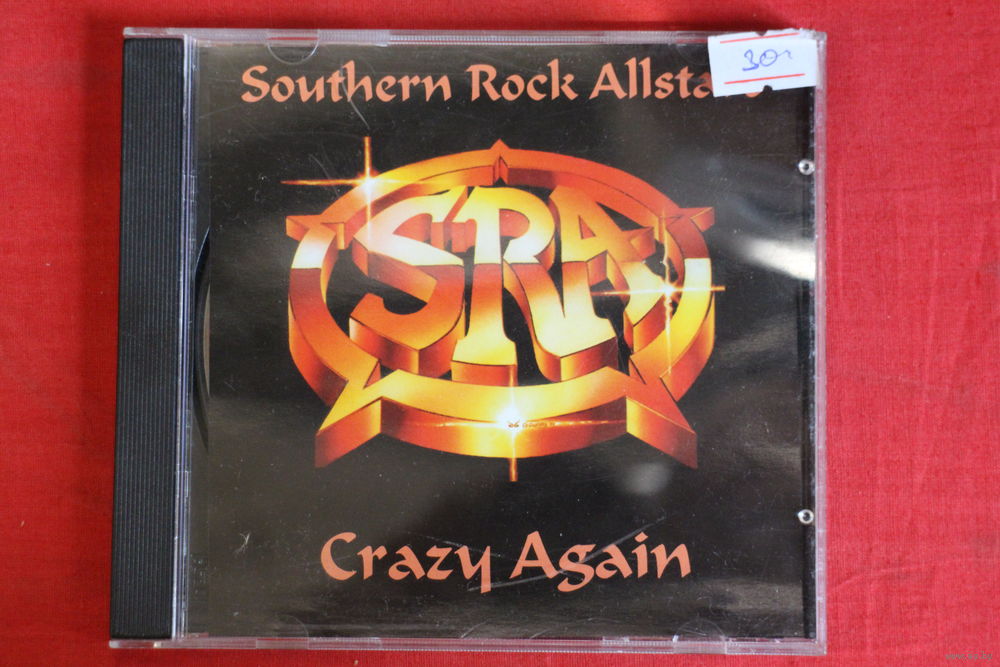 Southern Rock Allsta
30
SRA
Crazy Again